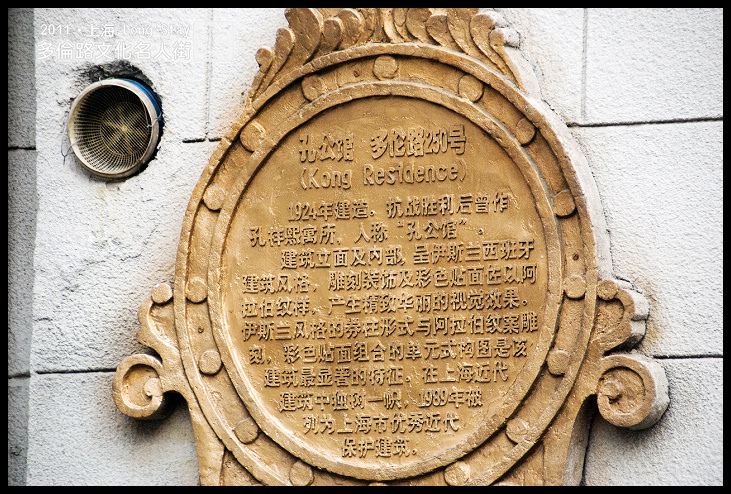 2011·上海 Long Stay
多倫路文化名人街
孔公馆 多伦路250号
(Kong Residence)
1924年建造。抗战胜利后曾作
孔祥熙寓所，人称“孔公馆”。
建筑立面及内部，呈伊斯兰西班牙
建筑风格，雕刻装饰及彩色贴面在以阿
拉伯纹样，产生精致华丽的视觉效果。
伊斯兰风格的券柱形式与阿拉伯纹案雕
刻，彩色贴面组合的单元式构图是该
建筑最显著的特征。在上海近代
建筑中独树一帜。1989年被
列为上海市优秀近代
保护建筑。